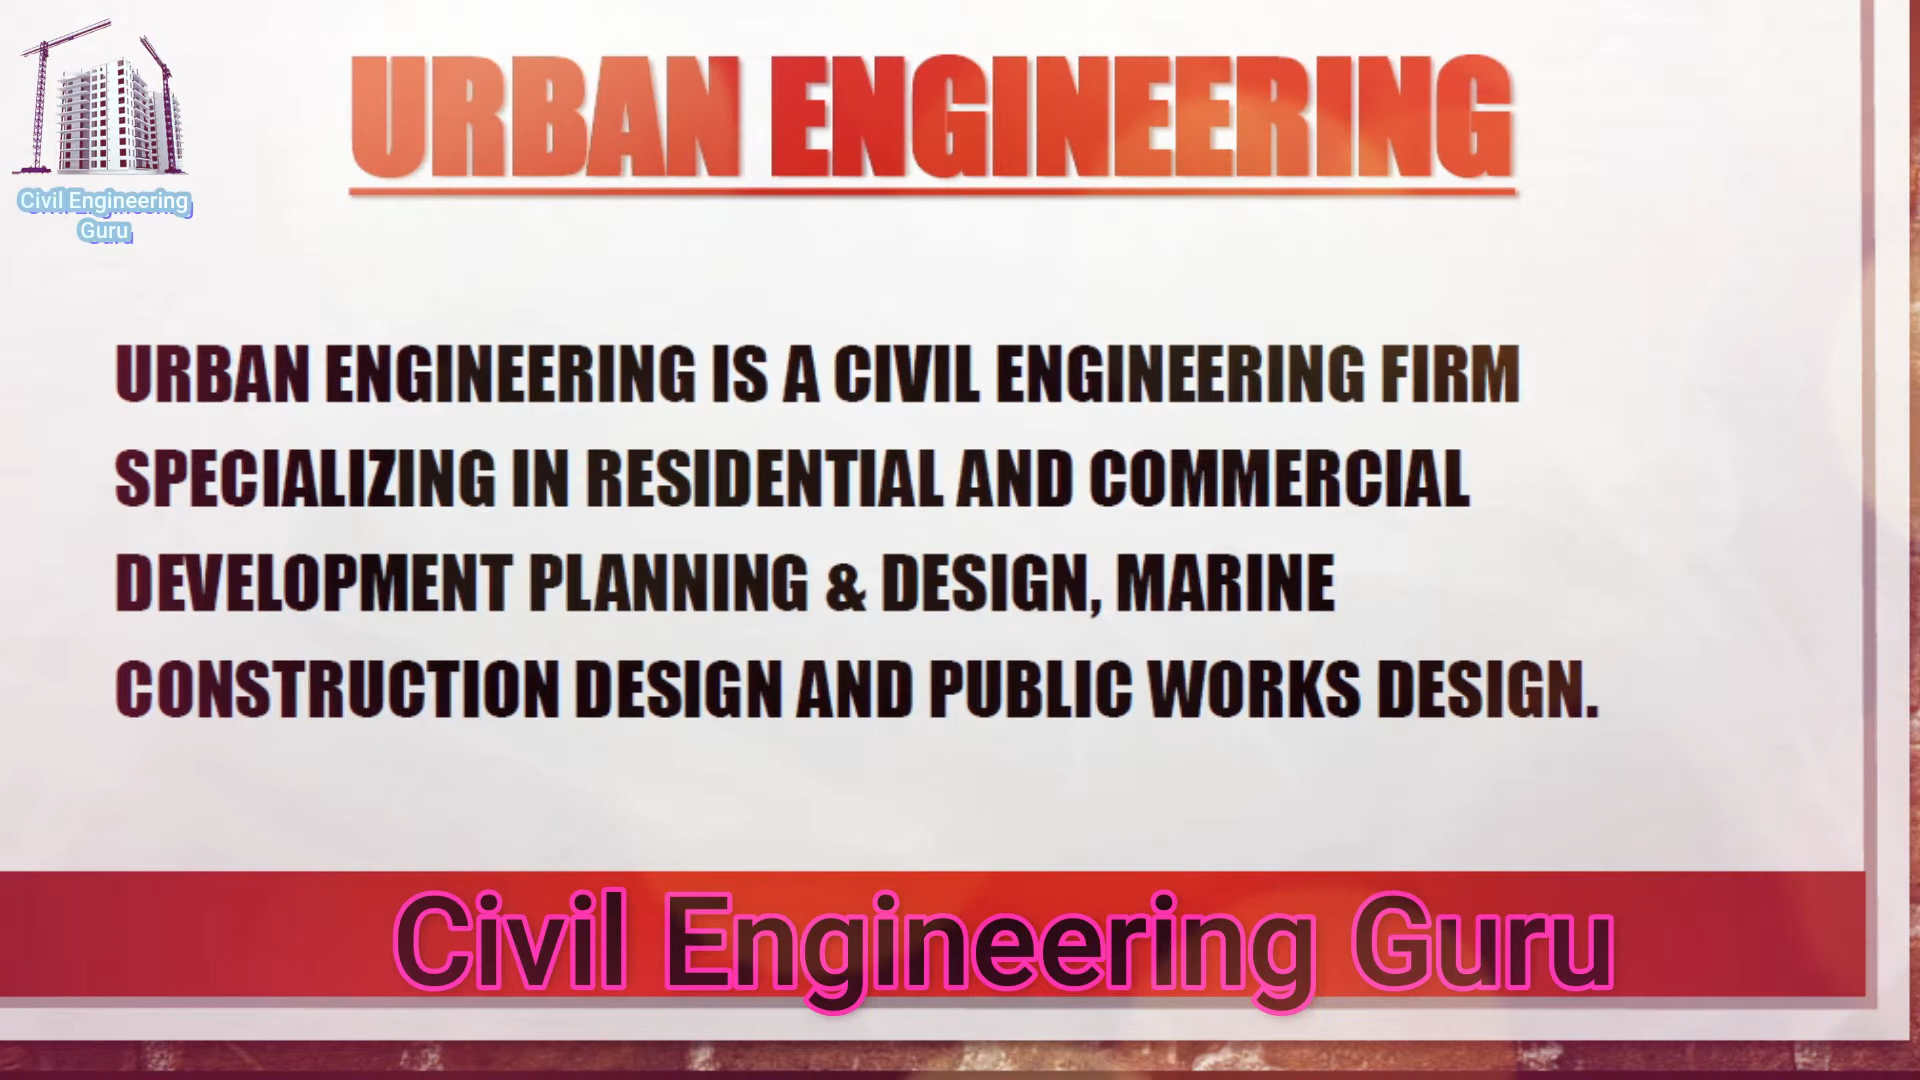 URBAN ENGINEERING
Civil Engineering
Guru
URBAN ENGINEERING IS A CIVIL ENGINEERING FIRM
SPECIALIZING IN RESIDENTIAL AND COMMERCIAL
DEVELOPMENT PLANNING & DESIGN, MARINE
CONSTRUCTION DESIGN AND PUBLIC WORKS DESIGN.
Civil Engineering Guru